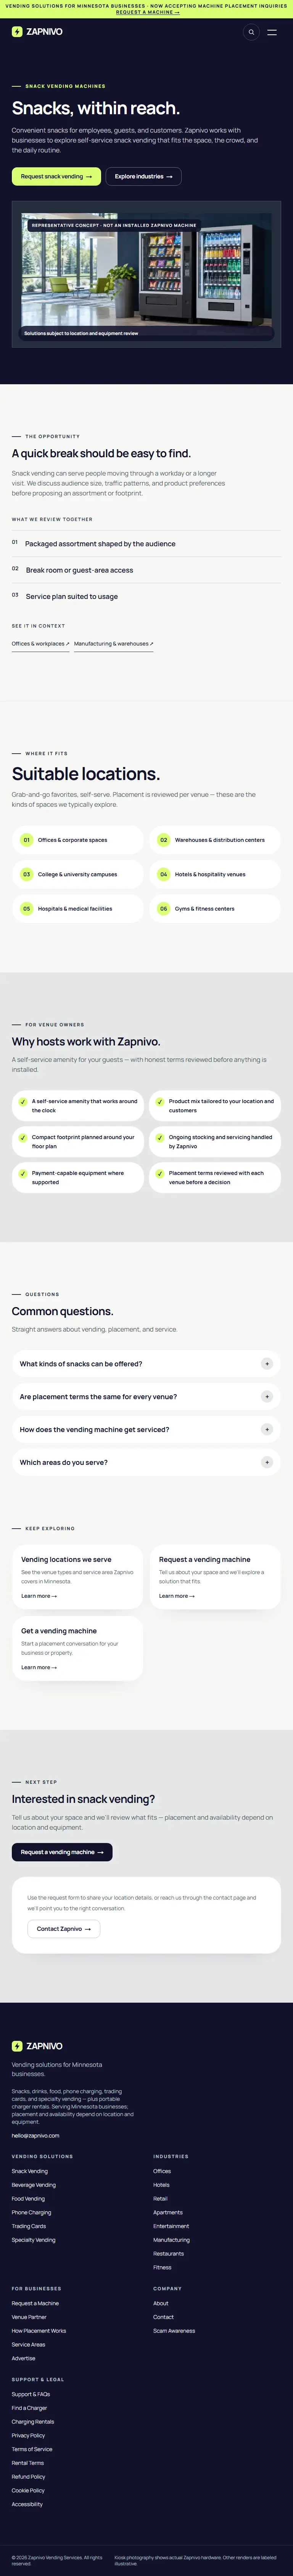 VENDING SOLUTIONS FOR MINNESOTA BUSINESSES · NOW ACCEPTING MACHINE PLACEMENT INQUIRIES
REQUEST A MACHINE →
ZAPNIVO
SNACK VENDING MACHINES
Snacks, within reach.
Convenient snacks for employees, guests, and customers. Zapnivo works with
businesses to explore self-service snack vending that fits the space, the crowd, and
the daily routine.
Request snack vending →
Explore industries →
REPRESENTATIVE CONCEPT · NOT AN INSTALLED ZAPNIVO MACHINE
Solutions subject to location and equipment review
THE OPPORTUNITY
A quick break should be easy to find.
Snack vending can serve people moving through a workday or a longer
visit. We discuss audience size, traffic patterns, and product preferences
before proposing an assortment or footprint.
WHAT WE REVIEW TOGETHER
01 Packaged assortment shaped by the audience
02 Break room or guest-area access
03 Service plan suited to usage
SEE IT IN CONTEXT
Offices & workplaces ↗ Manufacturing & warehouses ↗
WHERE IT FITS
Suitable locations.
Grab-and-go favorites, self-serve. Placement is reviewed per venue — these are the
kinds of spaces we typically explore.
01 Offices & corporate spaces
02 Warehouses & distribution centers
03 College & university campuses
04 Hotels & hospitality venues
05 Hospitals & medical facilities
06 Gyms & fitness centers
FOR VENUE OWNERS
Why hosts work with Zapnivo.
A self-service amenity for your guests — with honest terms reviewed before anything is
installed.
✓ A self-service amenity that works around
the clock
✓ Product mix tailored to your location and
customers
✓ Compact footprint planned around your
floor plan
✓ Ongoing stocking and servicing handled
by Zapnivo
✓ Payment-capable equipment where
supported
✓ Placement terms reviewed with each
venue before a decision
QUESTIONS
Common questions.
Straight answers about vending, placement, and service.
What kinds of snacks can be offered? +
Are placement terms the same for every venue? +
How does the vending machine get serviced? +
Which areas do you serve? +
KEEP EXPLORING
Vending locations we serve
See the venue types and service area Zapnivo
covers in Minnesota.
Learn more →
Request a vending machine
Tell us about your space and we'll explore a
solution that fits.
Learn more →
Get a vending machine
Start a placement conversation for your
business or property.
Learn more →
NEXT STEP
Interested in snack vending?
Tell us about your space and we'll review what fits — placement and availability depend on
location and equipment.
Request a vending machine →
Use the request form to share your location details, or reach us through the contact page and
we'll point you to the right conversation.
Contact Zapnivo →
ZAPNIVO
Vending solutions for Minnesota
businesses.
Snacks, drinks, food, phone charging, trading
cards, and specialty vending — plus portable
charger rentals. Serving Minnesota businesses;
placement and availability depend on location and
equipment.
hello@zapnivo.com
VENDING SOLUTIONS
Snack Vending
Beverage Vending
Food Vending
Phone Charging
Trading Cards
Specialty Vending
INDUSTRIES
Offices
Hotels
Retail
Apartments
Entertainment
Manufacturing
Restaurants
Fitness
FOR BUSINESSES
Request a Machine
Venue Partner
How Placement Works
Service Areas
Advertise
COMPANY
About
Contact
Scam Awareness
SUPPORT & LEGAL
Support & FAQs
Find a Charger
Charging Rentals
Privacy Policy
Terms of Service
Rental Terms
Refund Policy
Cookie Policy
Accessibility
© 2026 Zapnivo Vending Services. All rights
reserved.
Kiosk photography shows actual Zapnivo hardware. Other renders are labeled
illustrative.